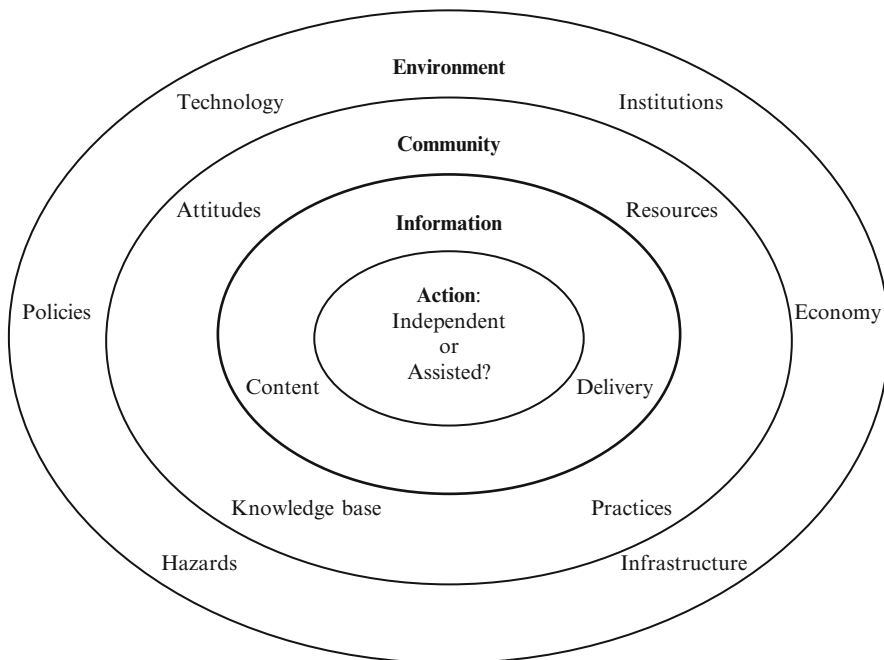 Environment
Technology
Institutions
Community
Attitudes
Resources
Information
Action:
Independent
or
Assisted?
Policies
Economy
Content
Delivery
Knowledge base
Practices
Hazards
Infrastructure